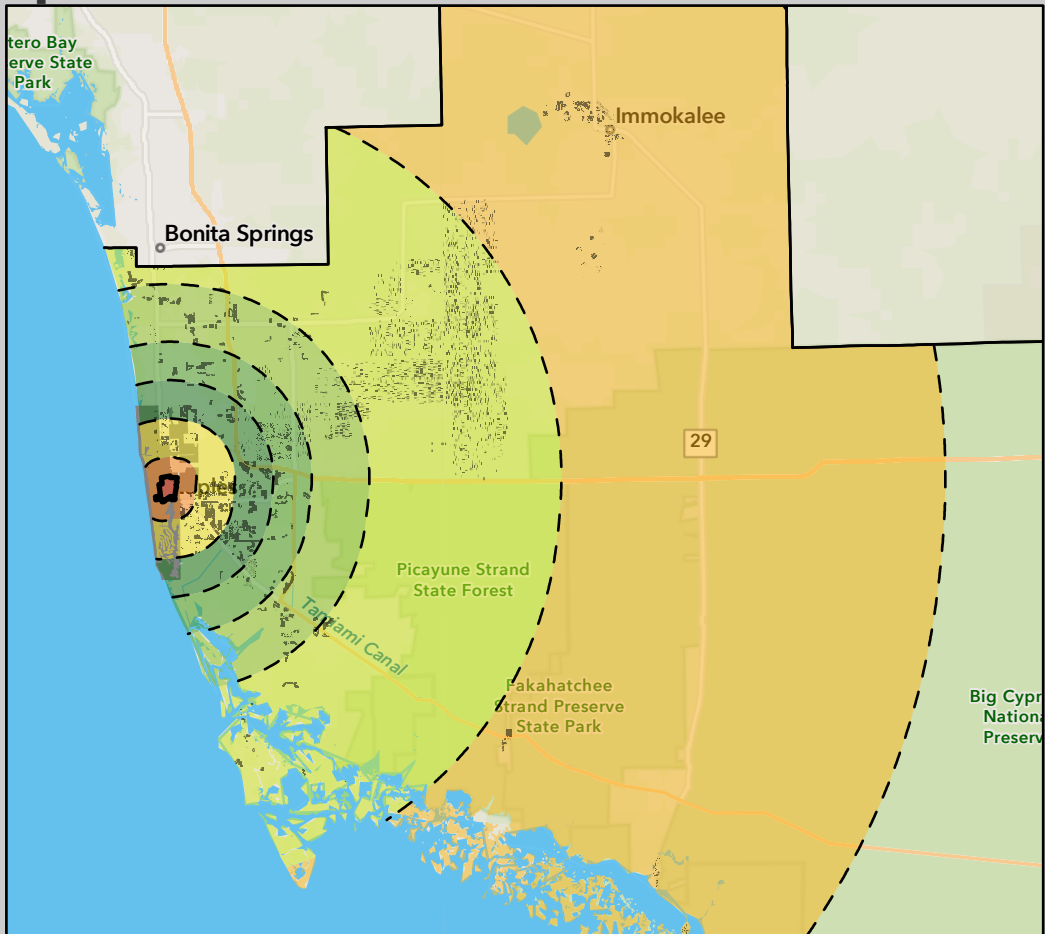 tero Bay
erve State
Park
Immokalee
Bonita Springs
29
ples
Picayune Strand
State Forest
Tamiami Canal
Fakahatchee
Strand Preserve
State Park
Big Cypr
Nationa
Preserv